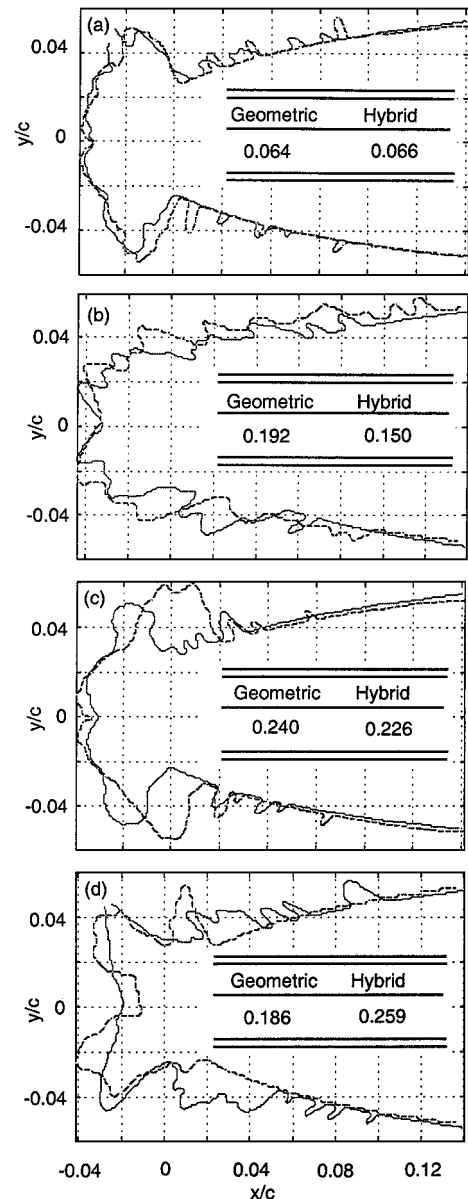 (a)
0.04
0
-0.04
y/c
Geometric Hybrid
0.064 0.066
(b)
0.04
0
-0.04
y/c
Geometric Hybrid
0.192 0.150
(c)
0.04
0
-0.04
y/c
Geometric Hybrid
0.240 0.226
(d)
0.04
0
-0.04
y/c
Geometric Hybrid
0.186 0.259
-0.04 0 0.04 0.08 0.12
x/c